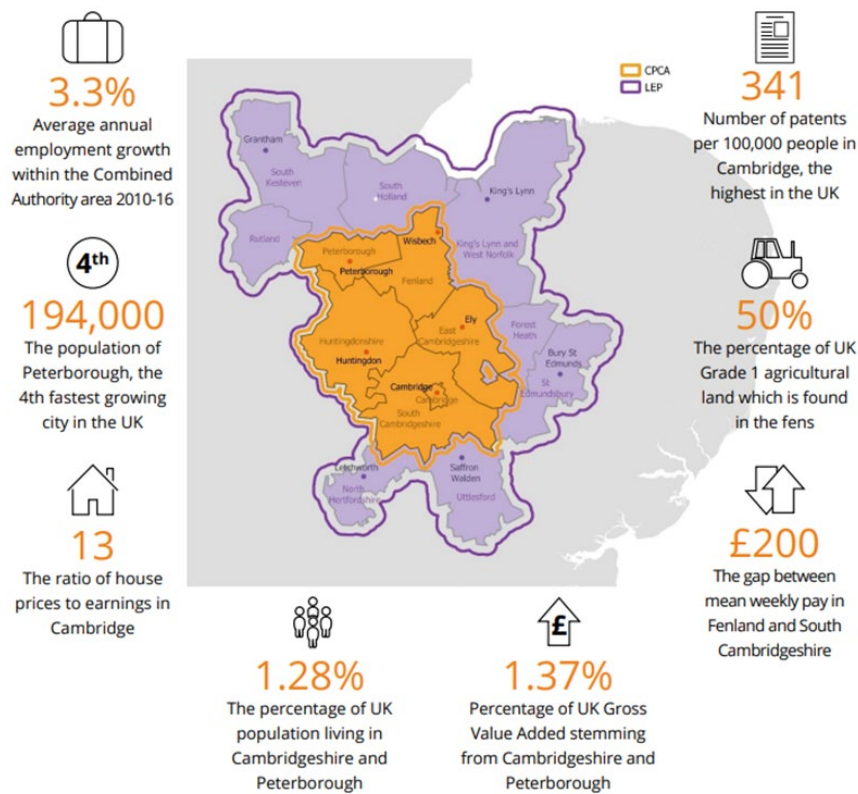 3.3%
Average annual
employment growth
within the Combined
Authority area 2010-16
4th
194,000
The population of
Peterborough, the
4th fastest growing
city in the UK
13
The ratio of house
prices to earnings in
Cambridge
CPCA
LEP
Grantham
South
Kesteven
South
Holland
King's Lynn
Rutland
Wisbech
Peterborough
Peterborough
King's Lynn and
West Norfolk
Fenland
Ely
East
Cambridgeshire
Forest
Heath
Huntingdonshire
Huntingdon
Bury St
Edmunds
St
Edmundsbury
Cambridge
Cambridge
South
Cambridgeshire
Letchworth
North
Hertfordshire
Saffron
Walden
Uttlesford
341
Number of patents
per 100,000 people in
Cambridge, the
highest in the UK
50%
The percentage of UK
Grade 1 agricultural
land which is found
in the fens
£200
The gap between
mean weekly pay in
Fenland and South
Cambridgeshire
1.28%
The percentage of UK
population living in
Cambridgeshire and
Peterborough
£
1.37%
Percentage of UK Gross
Value Added stemming
from Cambridgeshire and
Peterborough